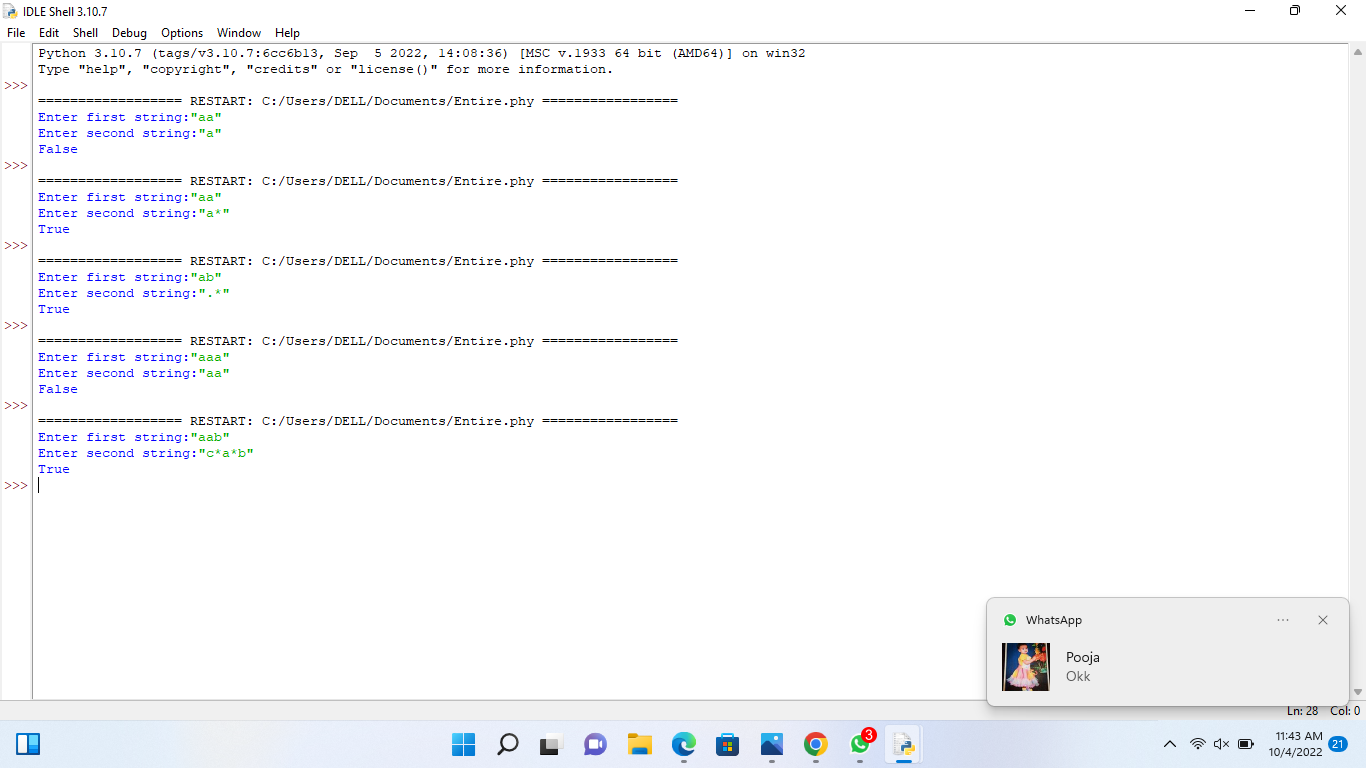 IDLE Shell 3.10.7
File Edit Shell Debug Options Window Help
Python 3.10.7 (tags/v3.10.7:6cc6b13, Sep  5 2022, 14:08:36) [MSC v.1933 64 bit (AMD64)] on win32
Type "help", "copyright", "credits" or "license()" for more information.
>>>
================== RESTART: C:/Users/DELL/Documents/Entire.phy =================
Enter first string:"aa"
Enter second string:"a"
False
>>>
================== RESTART: C:/Users/DELL/Documents/Entire.phy =================
Enter first string:"aa"
Enter second string:"a*"
True
>>>
================== RESTART: C:/Users/DELL/Documents/Entire.phy =================
Enter first string:"ab"
Enter second string:".*"
True
>>>
================== RESTART: C:/Users/DELL/Documents/Entire.phy =================
Enter first string:"aaa"
Enter second string:"aa"
False
>>>
================== RESTART: C:/Users/DELL/Documents/Entire.phy =================
Enter first string:"aab"
Enter second string:"c*a*b"
True
>>>
WhatsApp
Pooja
Okk
Ln: 28 Col: 0
3
11:43 AM
10/4/2022 21